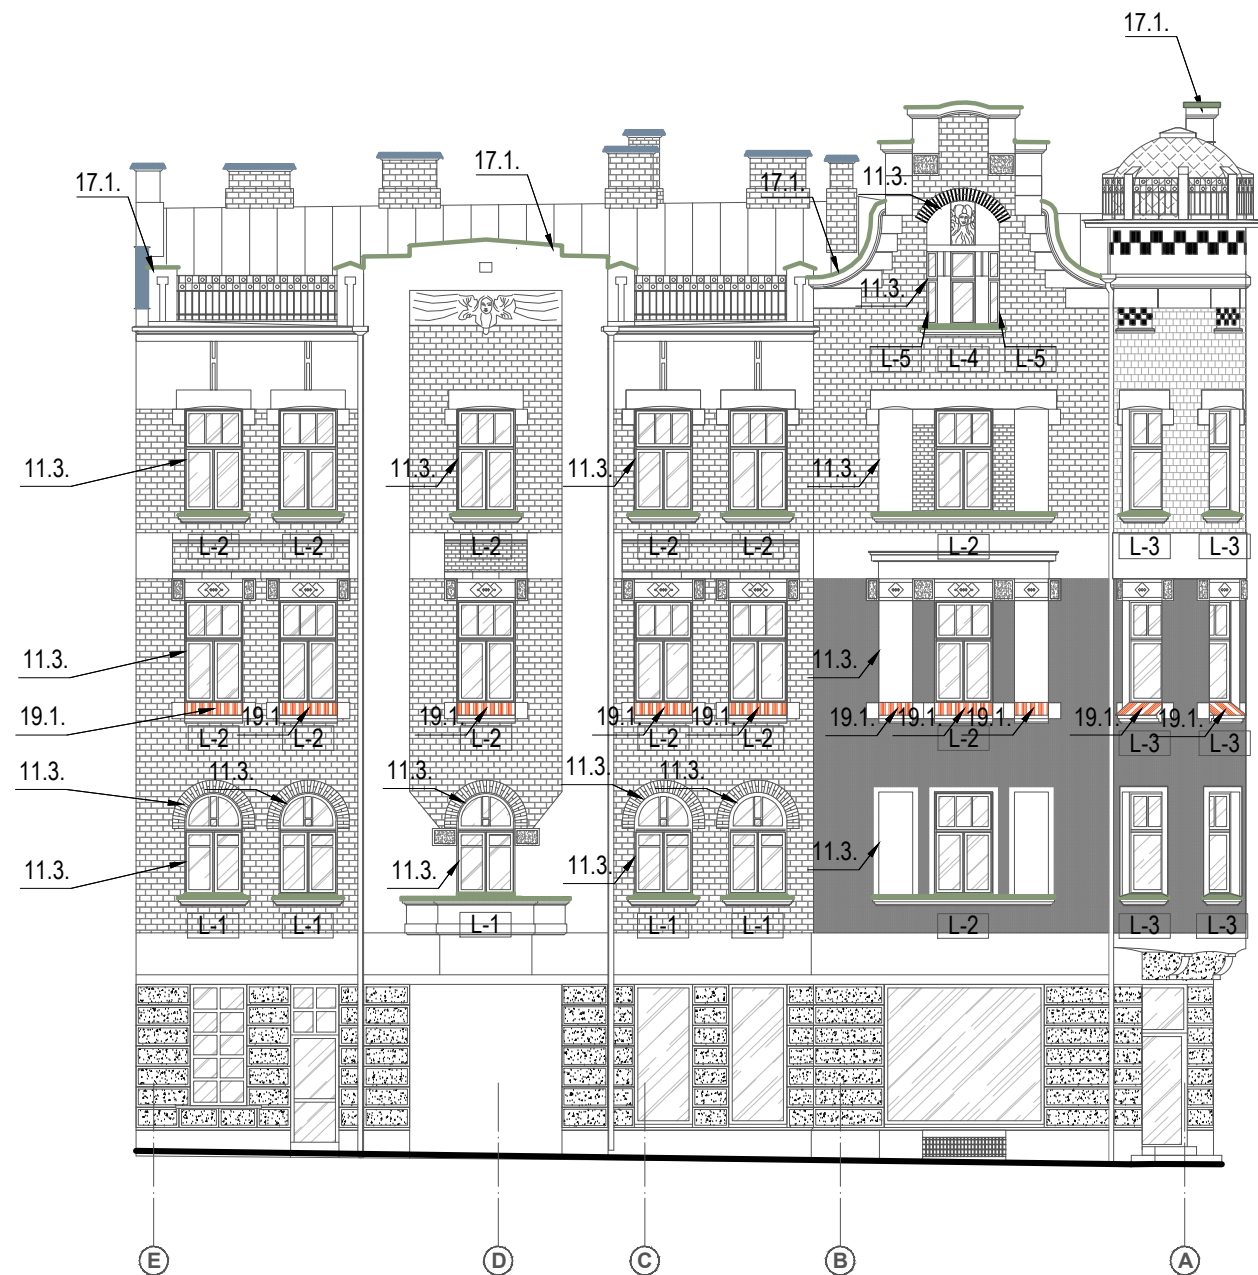 17.1.
17.1.
17.1.
17.1.
11.3.
11.3.
L-5
L-4
L-5
11.3.
11.3.
11.3.
11.3.
L-2
L-2
L-2
L-2
L-2
L-2
L-3
L-3
11.3.
11.3.
19.1.
19.1.
19.1.
19.1.
19.1.
19.1.
19.1.
19.1.
19.1.
19.1.
L-2
L-2
L-2
L-2
L-2
L-2
L-3
L-3
11.3.
11.3.
11.3.
11.3.
11.3.
11.3.
11.3.
11.3.
11.3.
L-1
L-1
L-1
L-1
L-1
L-2
L-3
L-3
E
D
C
B
A